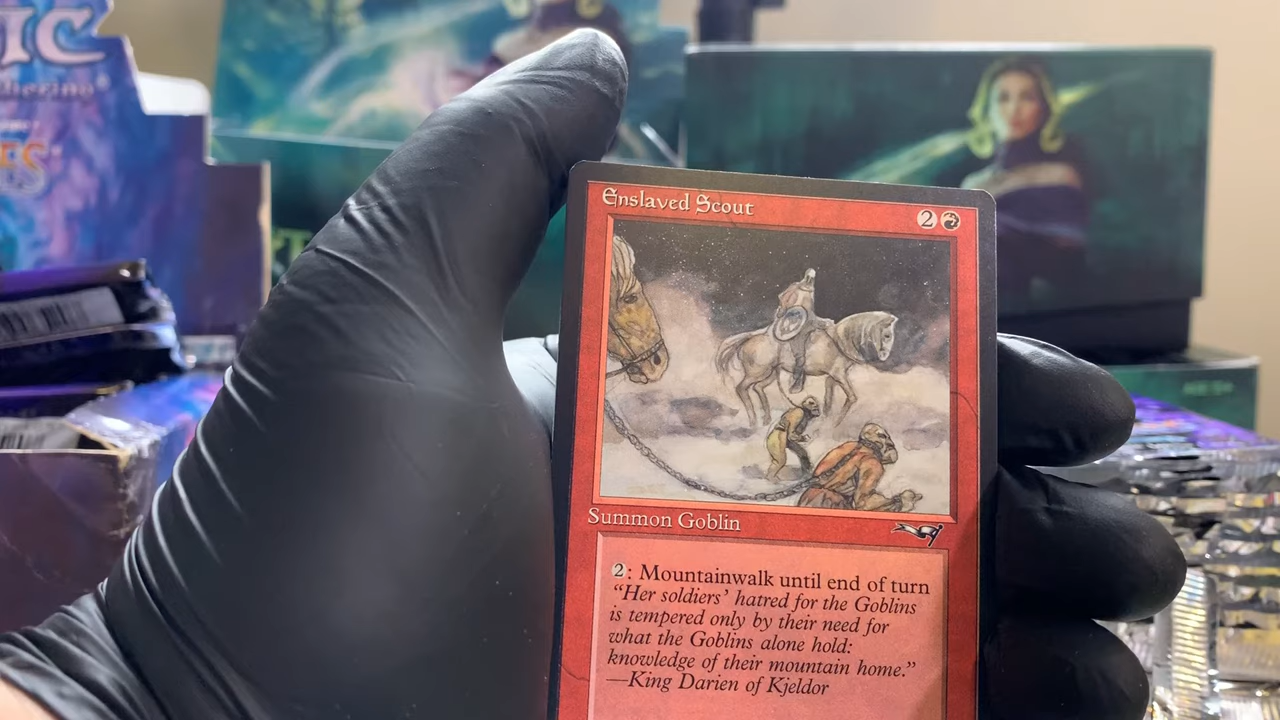 IC
Enslaved Scout
2
Summon Goblin
2: Mountainwalk until end of turn
"Her soldiers' hatred for the Goblins
is tempered only by their need for
what the Goblins alone hold:
knowledge of their mountain home."
—King Darien of Kjeldor